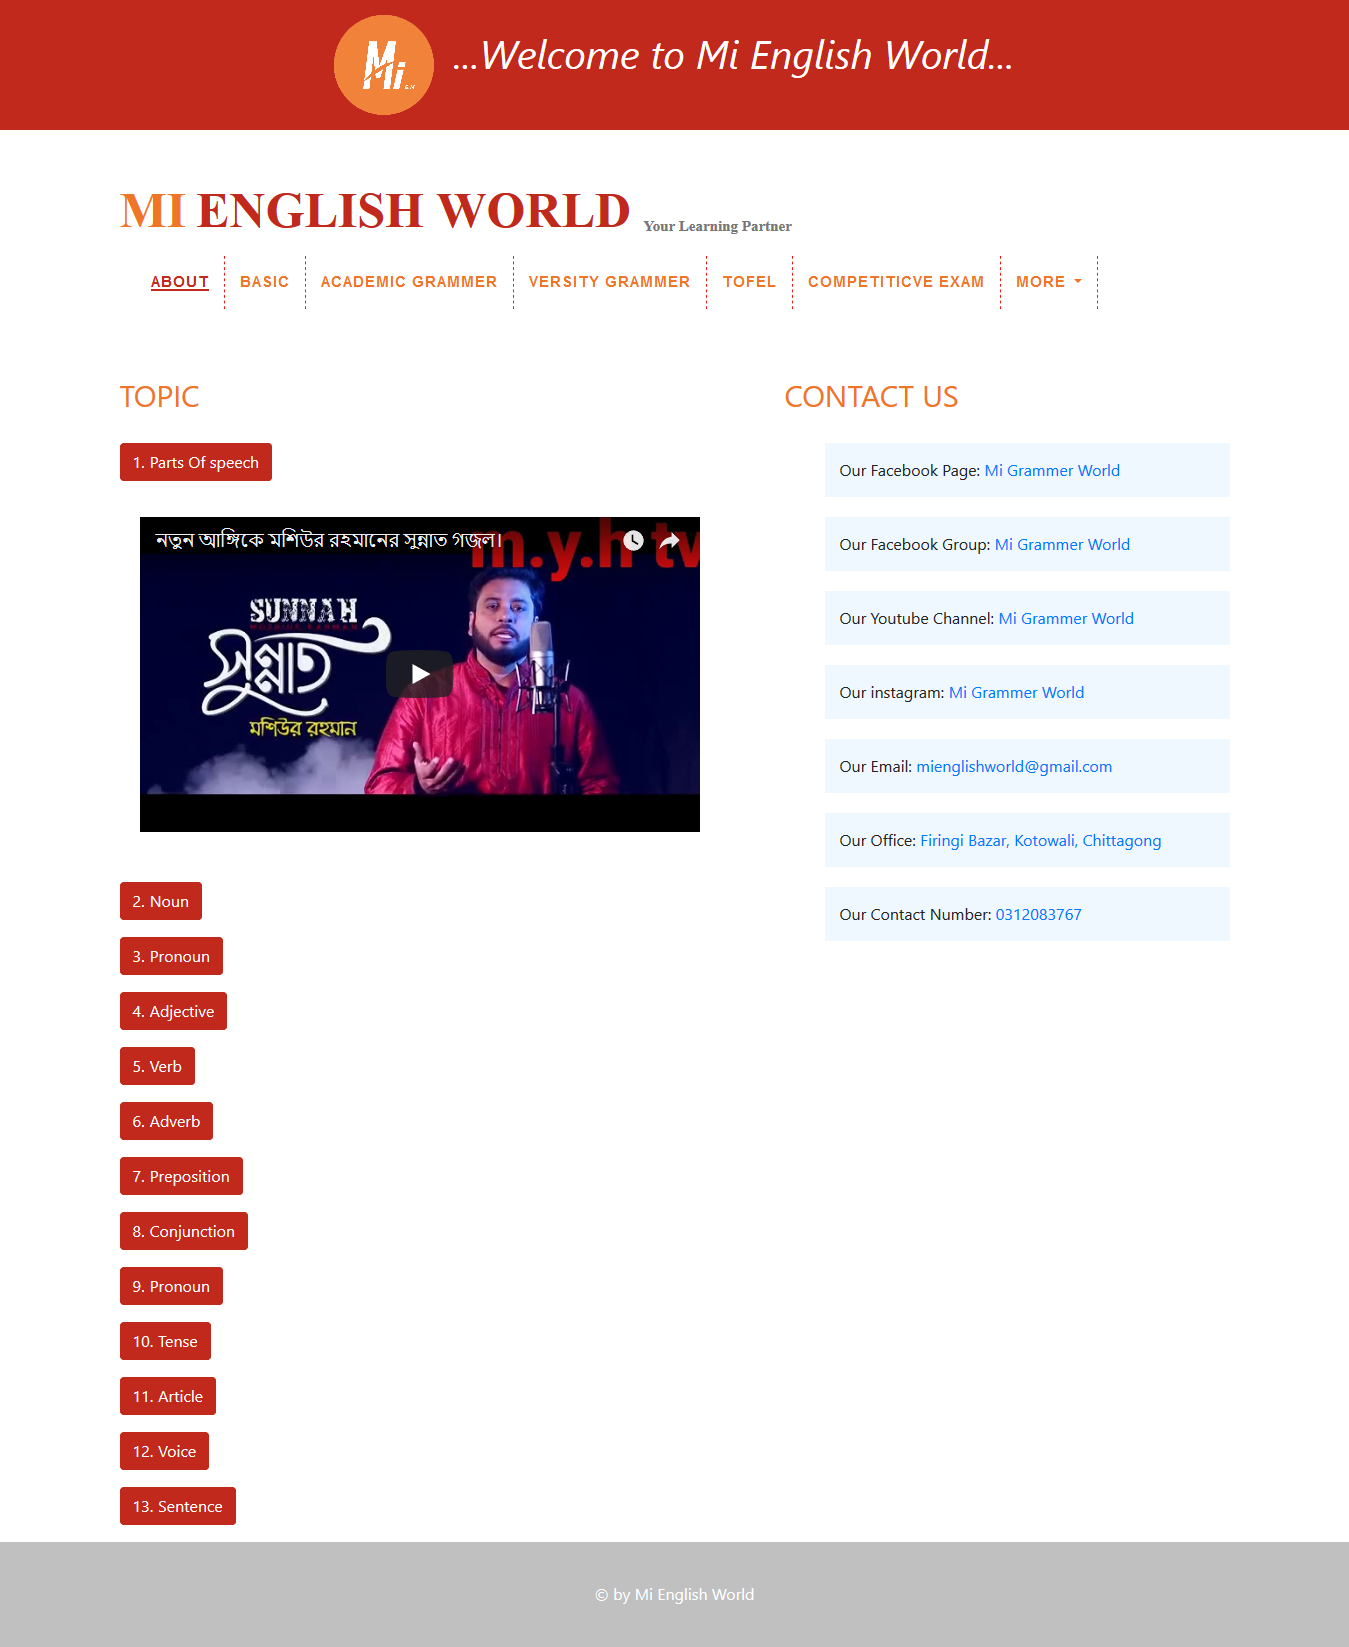 Mi
...Welcome to Mi English World...
MI ENGLISH WORLD Your Learning Partner
ABOUT BASIC ACADEMIC GRAMMER VERSITY GRAMMER TOFEL COMPETITICVE EXAM MORE
TOPIC
1. Parts Of speech
নতুন আঙ্গিকে মশিউর রহমানের সুন্নাত গজল।
m.y.h tv
SUNNAH
MOSHIUR RAHMAN
সুন্নাত
মশিউর রহমান
2. Noun
3. Pronoun
4. Adjective
5. Verb
6. Adverb
7. Preposition
8. Conjunction
9. Pronoun
10. Tense
11. Article
12. Voice
13. Sentence
CONTACT US
Our Facebook Page: Mi Grammer World
Our Facebook Group: Mi Grammer World
Our Youtube Channel: Mi Grammer World
Our instagram: Mi Grammer World
Our Email: mienglishworld@gmail.com
Our Office: Firingi Bazar, Kotowali, Chittagong
Our Contact Number: 0312083767
© by Mi English World